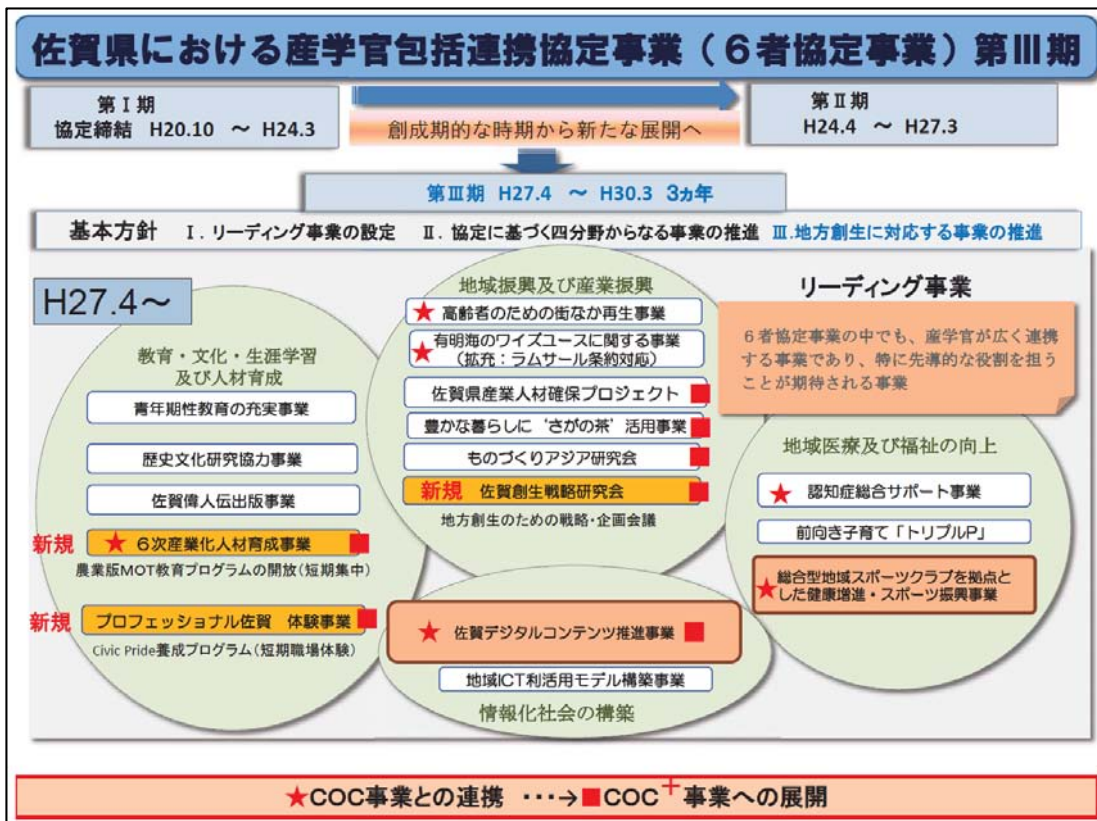 佐賀県における産学官包括連携協定事業(6者協定事業)第Ⅲ期
第Ⅰ期
協定締結 H20.10 ~ H24.3
創成期的な時期から新たな展開へ
第Ⅱ期
H24.4 ~ H27.3
第Ⅲ期 H27.4 ~ H30.3 3ヵ年
基本方針 Ⅰ.リーディング事業の設定 Ⅱ.協定に基づく四分野からなる事業の推進 Ⅲ.地方創生に対応する事業の推進
H27.4~
教育・文化・生涯学習
及び人材育成
青年期性教育の充実事業
歴史文化研究協力事業
佐賀偉人伝出版事業
新規 ★ 6次産業化人材育成事業 ■
農業版MOT教育プログラムの開放(短期集中)
新規 プロフェッショナル佐賀 体験事業 ■
Civic Pride養成プログラム(短期職場体験)
地域振興及び産業振興
★ 高齢者のための街なか再生事業
★ 有明海のワイズユースに関する事業
(拡充:ラムサール条約対応)
佐賀県産業人材確保プロジェクト ■
豊かな暮らしに‘さがの茶’活用事業 ■
ものづくりアジア研究会 ■
新規 佐賀創生戦略研究会 ■
地方創生のための戦略・企画会議
★ 佐賀デジタルコンテンツ推進事業 ■
地域ICT利活用モデル構築事業
情報化社会の構築
リーディング事業
6者協定事業の中でも、産学官が広く連携
する事業であり、特に先導的な役割を担う
ことが期待される事業
地域医療及び福祉の向上
★ 認知症総合サポート事業
前向き子育て「トリプルP」
★総合型地域スポーツクラブを拠点と
した健康増進・スポーツ振興事業
★COC事業との連携 ・・・→■COC+事業への展開